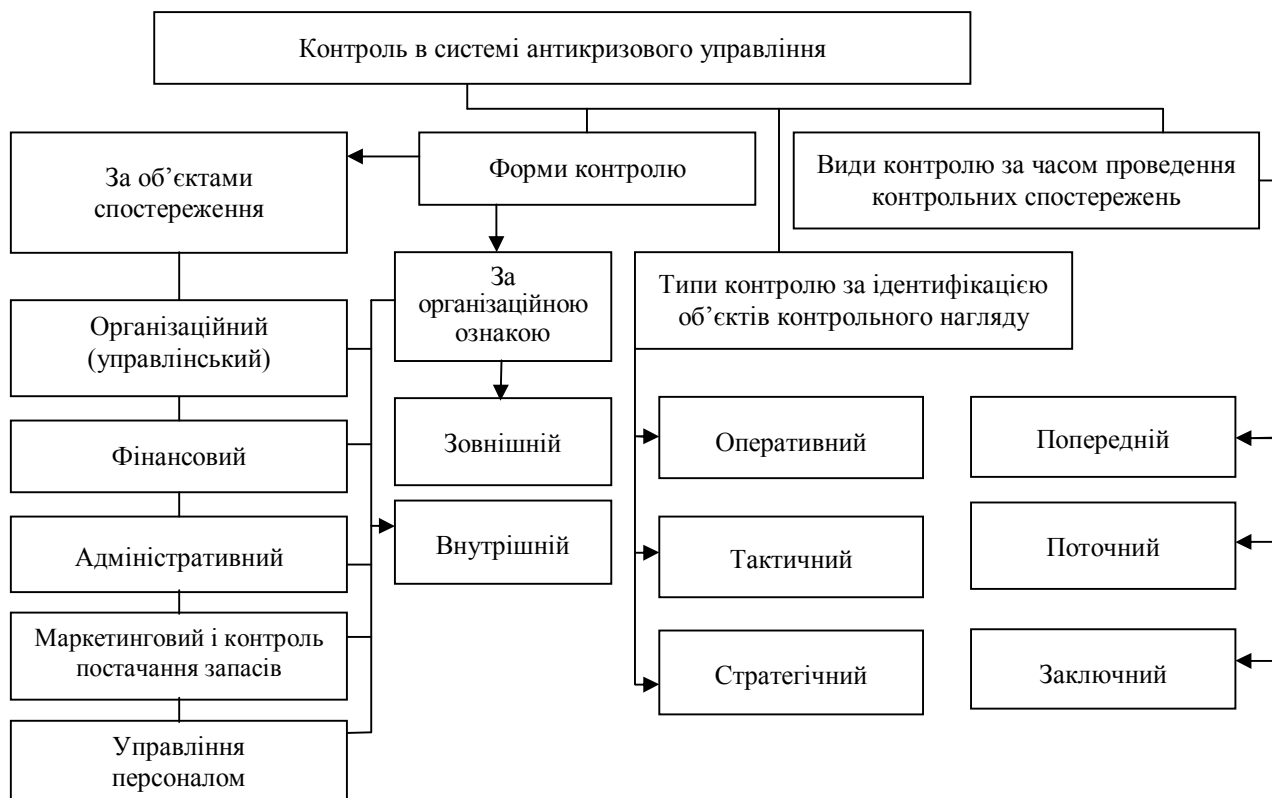 Контроль в системі антикризового управління
За об’єктами
спостереження
Форми контролю
Види контролю за часом проведення
контрольних спостережень
За
організаційною
ознакою
Типи контролю за ідентифікацією
об’єктів контрольного нагляду
Організаційний
(управлінський)
Зовнішній
Оперативний
Попередній
Фінансовий
Внутрішній
Тактичний
Поточний
Адміністративний
Маркетинговий і контроль
постачання запасів
Стратегічний
Заключний
Управління
персоналом